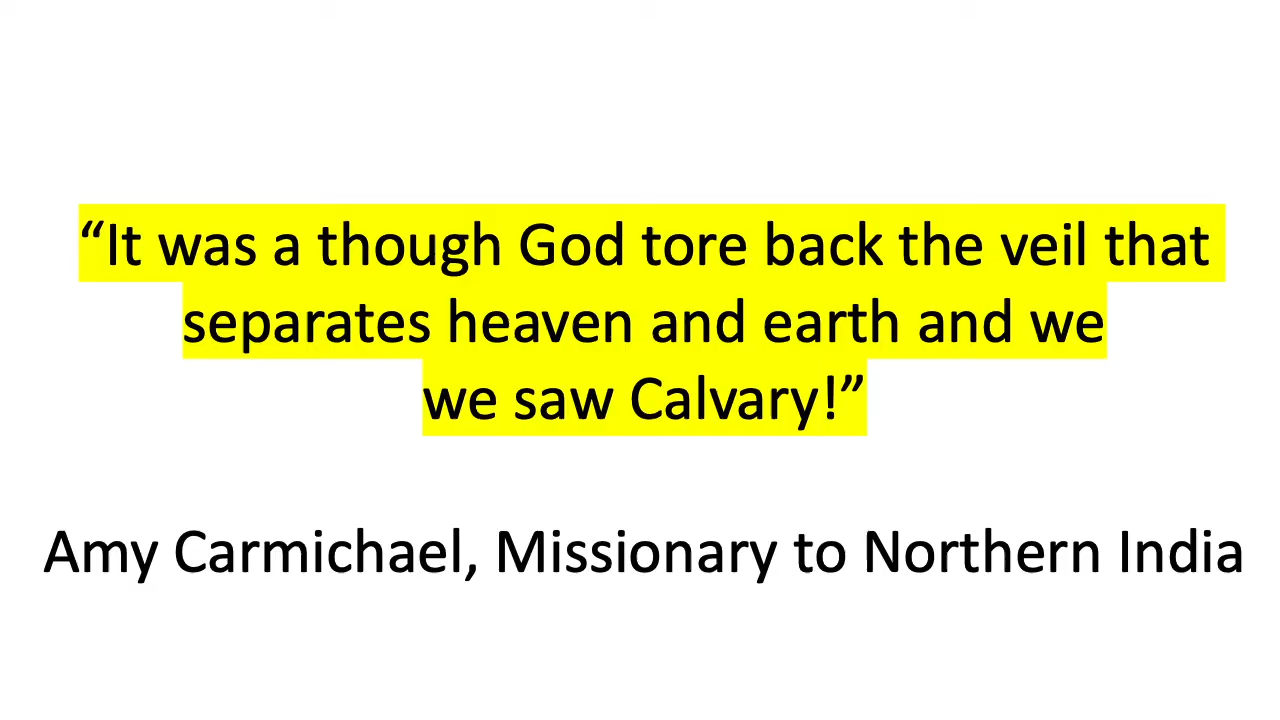 “It was a though God tore back the veil that
separates heaven and earth and we
we saw Calvary!”
Amy Carmichael, Missionary to Northern India